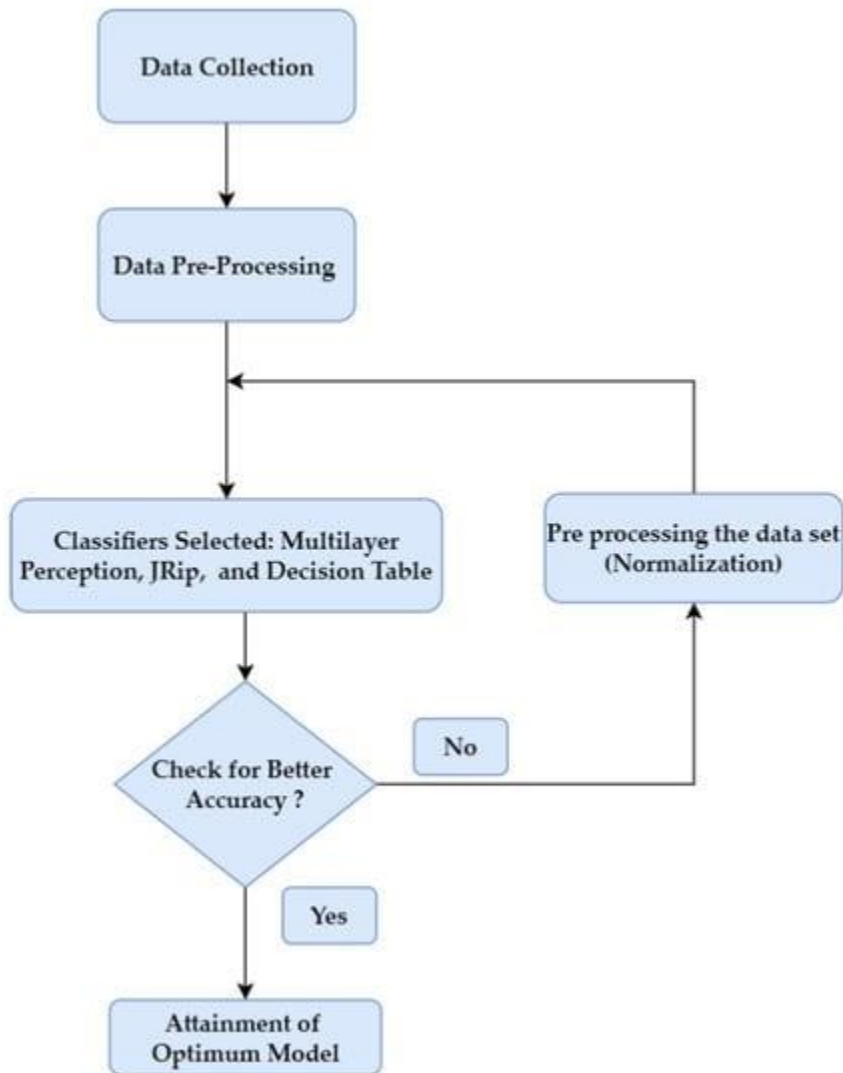 Data Collection
Data Pre-Processing
Classifiers Selected: Multilayer
Perception, JRip, and Decision Table
Pre processing the data set
(Normalization)
Check for Better
Accuracy ?
No
Yes
Attainment of
Optimum Model